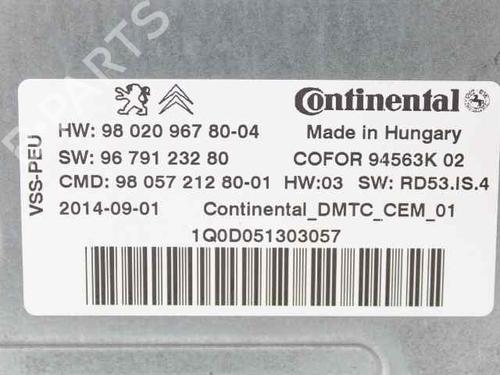 B-PARTS
Continental
VSS-PEU
HW: 98 020 967 80-04 Made in Hungary
SW: 96 791 232 80 COFOR 94563K 02
CMD: 98 057 212 80-01 HW:03 SW: RD53.IS.4
2014-09-01 Continental_DMTC_CEM_01
1Q0D051303057